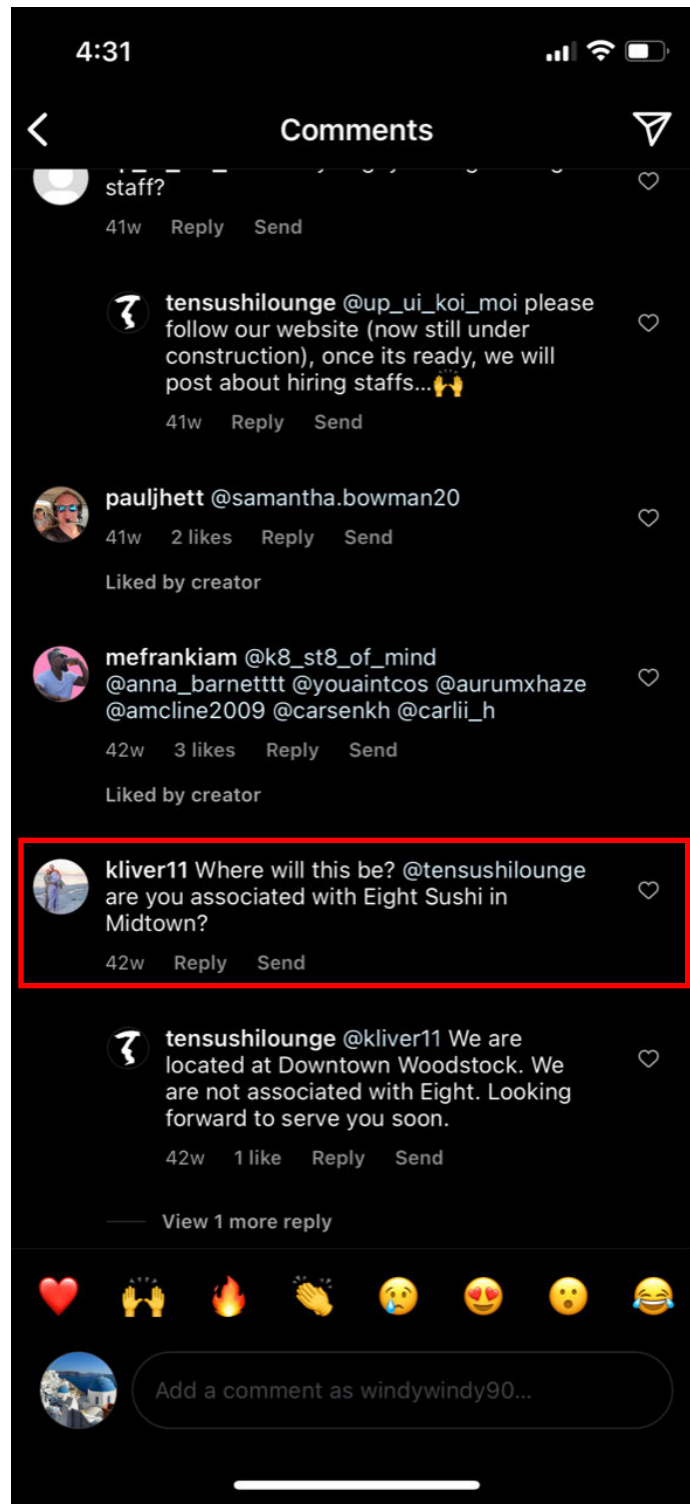 4:31
Comments
staff?
41w Reply Send
tensushilounge @up_ui_koi_moi please
follow our website (now still under
construction), once its ready, we will
post about hiring staffs...🙌
41w Reply Send
pauljhett @samantha.bowman20
41w 2 likes Reply Send
Liked by creator
mefrankiam @k8_st8_of_mind
@anna_barnetttt @youaintcos @aurumxhaze
@amcline2009 @carsenkh @carlii_h
42w 3 likes Reply Send
Liked by creator
kliver11 Where will this be? @tensushilounge
are you associated with Eight Sushi in
Midtown?
42w Reply Send
tensushilounge @kliver11 We are
located at Downtown Woodstock. We
are not associated with Eight. Looking
forward to serve you soon.
42w 1 like Reply Send
View 1 more reply
❤️ 🙌 🔥 👏 😢 😍 😮 😂
Add a comment as windywindy90...